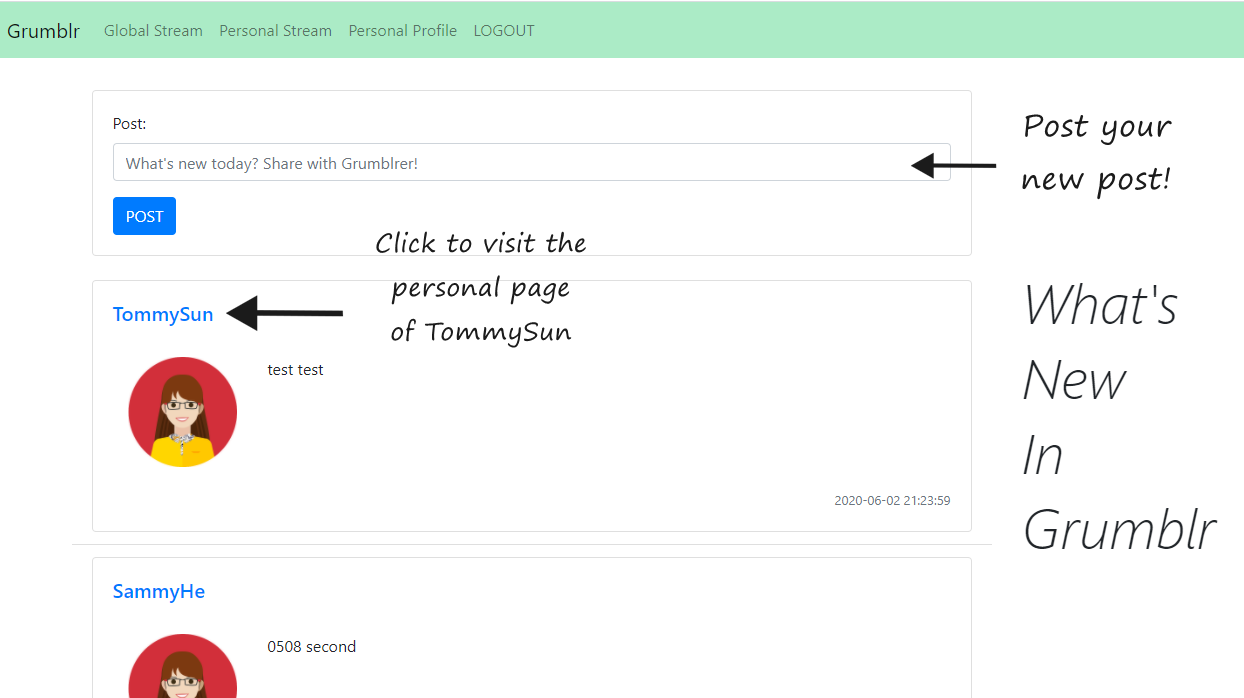 Grumblr Global Stream Personal Stream Personal Profile LOGOUT
Post:
What's new today? Share with Grumblrer!
POST
Post your
new post!
Click to visit the
personal page
of TommySun
TommySun
test test
2020-06-02 21:23:59
What's
New
In
Grumblr
SammyHe
0508 second